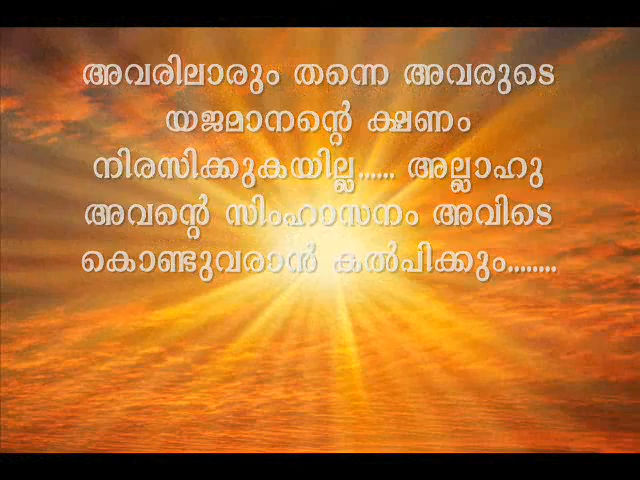 അവരിലാരും തന്നെ അവരുടെ
യജമാനന്റെ ക്ഷണം
നിരസിക്കുകയില്ല...... അല്ലാഹു
അവന്റെ സിംഹാസനം അവിടെ
കൊണ്ടുവരാൻ കൽപിക്കും........